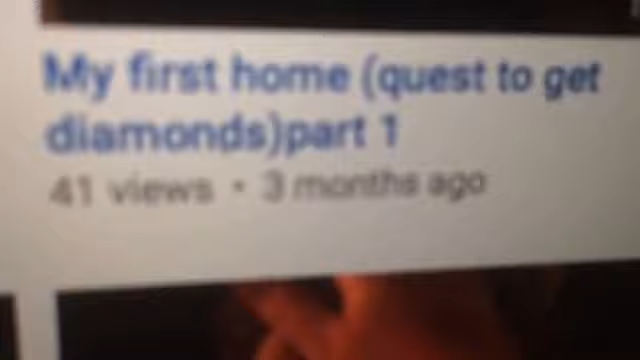 My first home (quest to get
diamonds)part 1
41 views • 3 months ago